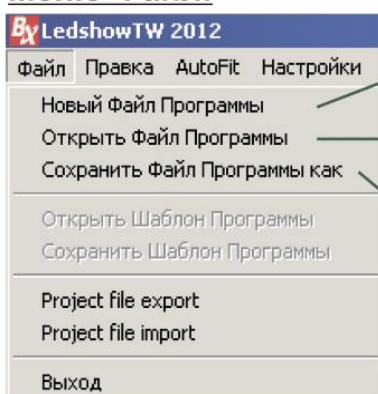 BX LedshowTW 2012
Файл Правка AutoFit Настройки
Новый Файл Программы
Открыть Файл Программы
Сохранить Файл Программы как
Открыть Шаблон Программы
Сохранить Шаблон Программы
Project file export
Project file import
Выход